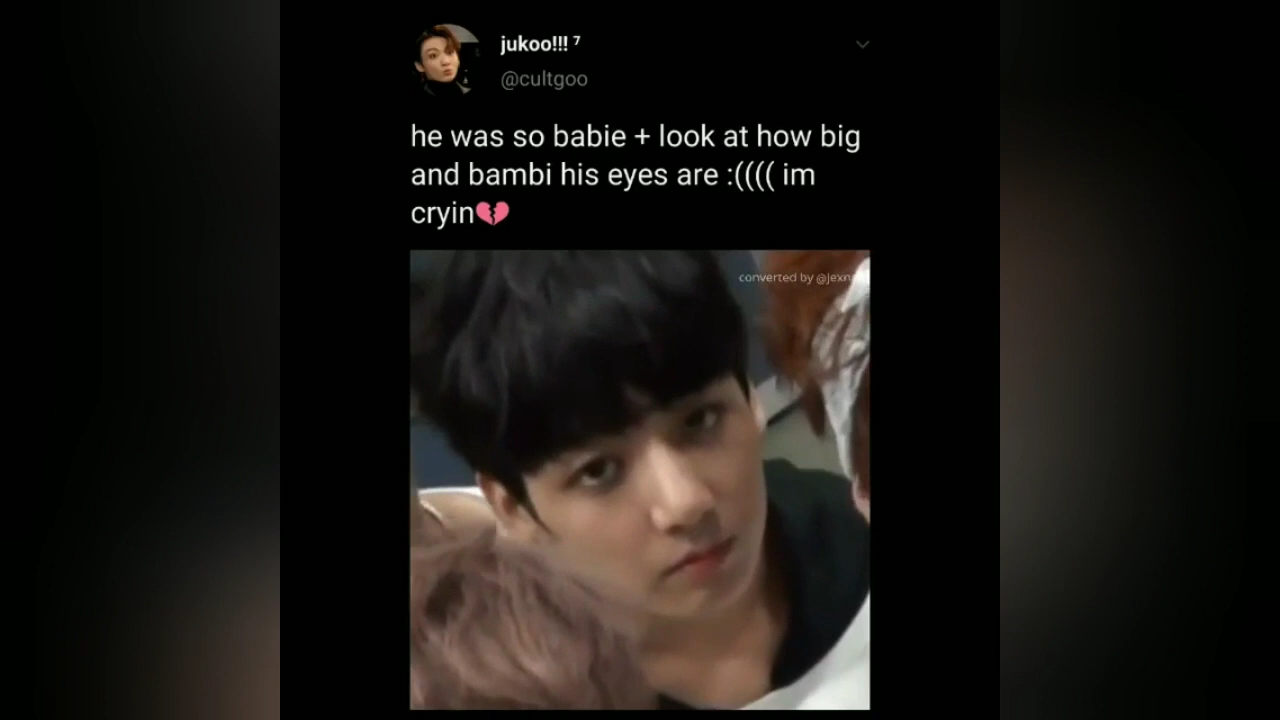 jukoo!!! ⁷
@cultgoo
he was so babie + look at how big
and bambi his eyes are :(((( im
cryin💔
converted by